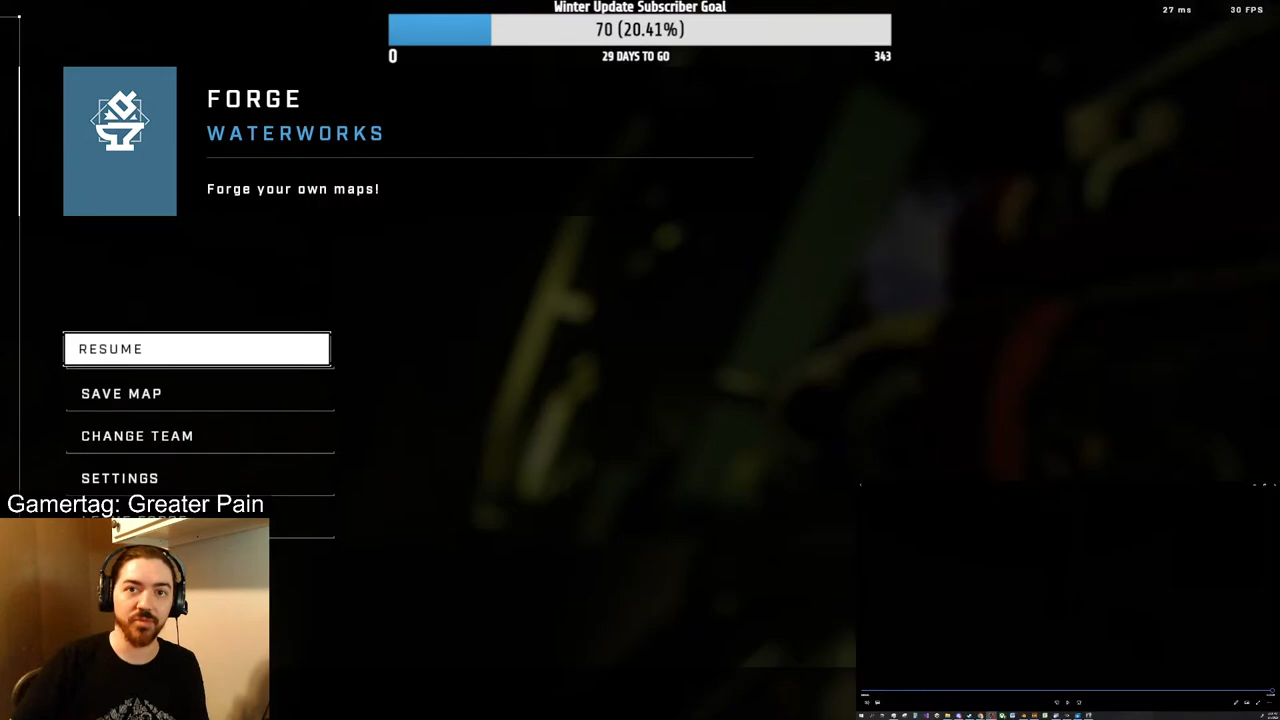 Winter Update Subscriber Goal
70 (20.41%)
0
29 DAYS TO GO
343
27 ms
30 FPS
FORGE
WATERWORKS
Forge your own maps!
RESUME
SAVE MAP
CHANGE TEAM
SETTINGS
Gamertag: Greater Pain